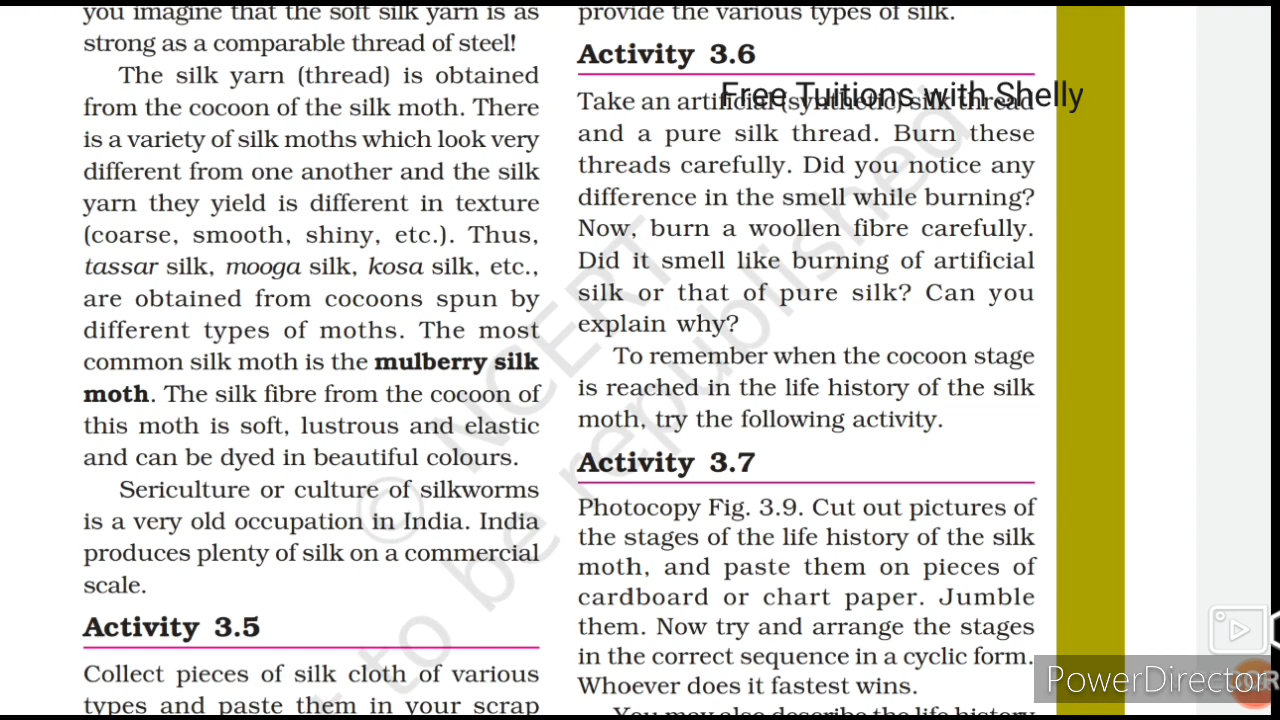 you imagine that the soft silk yarn is as
strong as a comparable thread of steel!
The silk yarn (thread) is obtained
from the cocoon of the silk moth. There
is a variety of silk moths which look very
different from one another and the silk
yarn they yield is different in texture
(coarse, smooth, shiny, etc.). Thus,
tassar silk, mooga silk, kosa silk, etc.,
are obtained from cocoons spun by
different types of moths. The most
common silk moth is the mulberry silk
moth. The silk fibre from the cocoon of
this moth is soft, lustrous and elastic
and can be dyed in beautiful colours.
Sericulture or culture of silkworms
is a very old occupation in India. India
produces plenty of silk on a commercial
scale.
Activity 3.5
Collect pieces of silk cloth of various
types and paste them in your scrap
provide the various types of silk.
Activity 3.6
Free Tuitions with Shelly
Take an artificial (synthetic) silk thread
and a pure silk thread. Burn these
threads carefully. Did you notice any
difference in the smell while burning?
Now, burn a woollen fibre carefully.
Did it smell like burning of artificial
silk or that of pure silk? Can you
explain why?
To remember when the cocoon stage
is reached in the life history of the silk
moth, try the following activity.
Activity 3.7
Photocopy Fig. 3.9. Cut out pictures of
the stages of the life history of the silk
moth, and paste them on pieces of
cardboard or chart paper. Jumble
them. Now try and arrange the stages
in the correct sequence in a cyclic form.
Whoever does it fastest wins.
You may also describe the life history
© NCERT
to be republished
PowerDirector